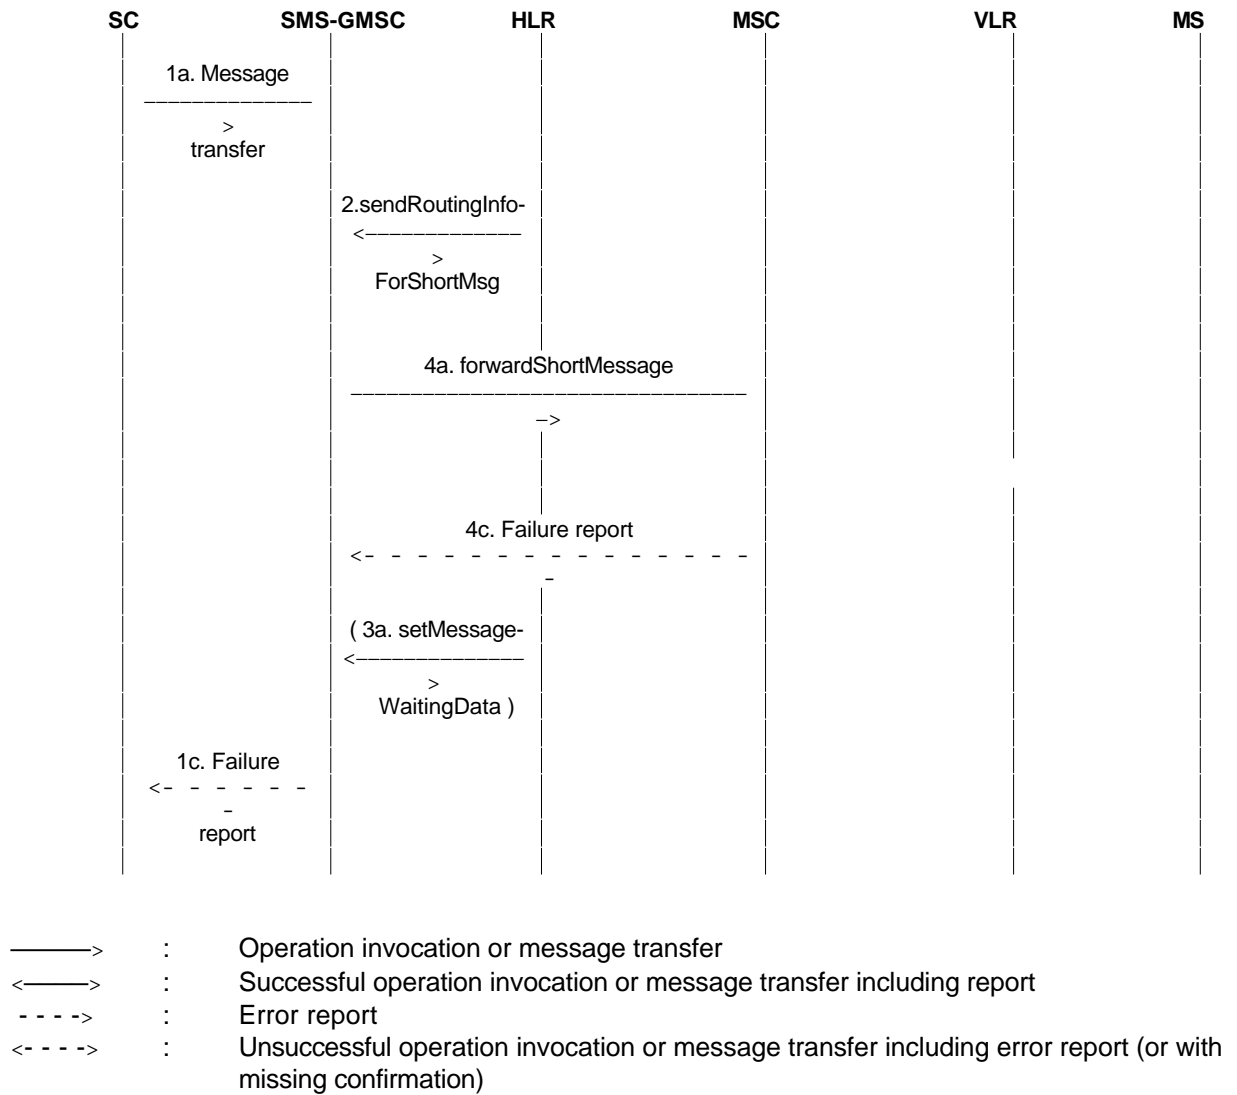 SC SMS-GMSC HLR MSC VLR MS
1a. Message
——————————————
>
transfer
2.sendRoutingInfo-
<—————————————
>
ForShortMsg
4a. forwardShortMessage
—————————————————————————————————
—>
4c. Failure report
<- - - - - - - - - - - - - - -
-
( 3a. setMessage-
<——————————————
>
WaitingData )
1c. Failure
<- - - - - -
-
report
————> : Operation invocation or message transfer
<———> : Successful operation invocation or message transfer including report
- - - -> : Error report
<- - - -> : Unsuccessful operation invocation or message transfer including error report (or with
missing confirmation)